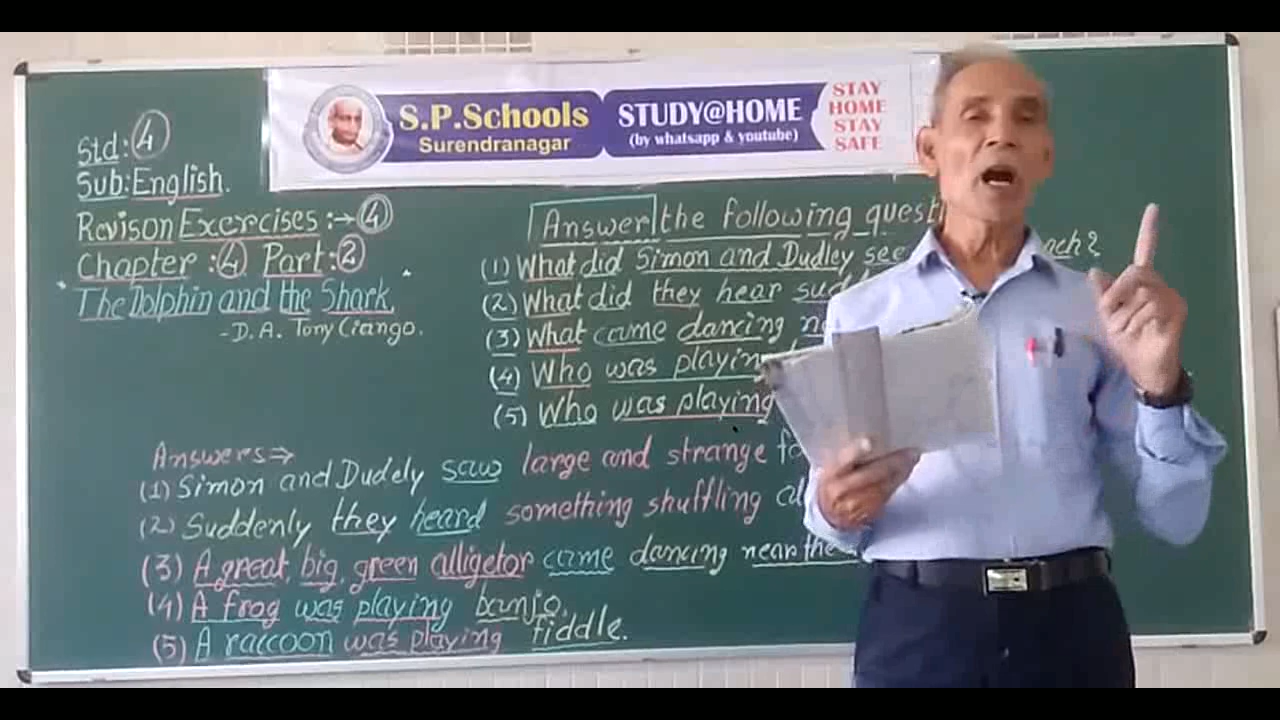 S.P.Schools
Surendranagar
STUDY@HOME
(by whatsapp & youtube)
STAY
HOME
STAY
SAFE
Std: 4
Sub: English.
Revison Exercises :→ 4
Chapter : 4 Part: 2
The Dolphin and the Shark.
- D. A. Tony Ciango.
Answer the following
(1) What did Simon and Dudley see
(2) What did they hear
(3) What came dancing
(4) Who was playing
(5) Who was playing
Answers ⇒
(1) Simon and Dudely saw large and strange
(2) Suddenly they heard something shuffling
(3) A great, big, green alligetor came dancing near the
(4) A frog was playing banjo.
(5) A raccoon was playing fiddle.